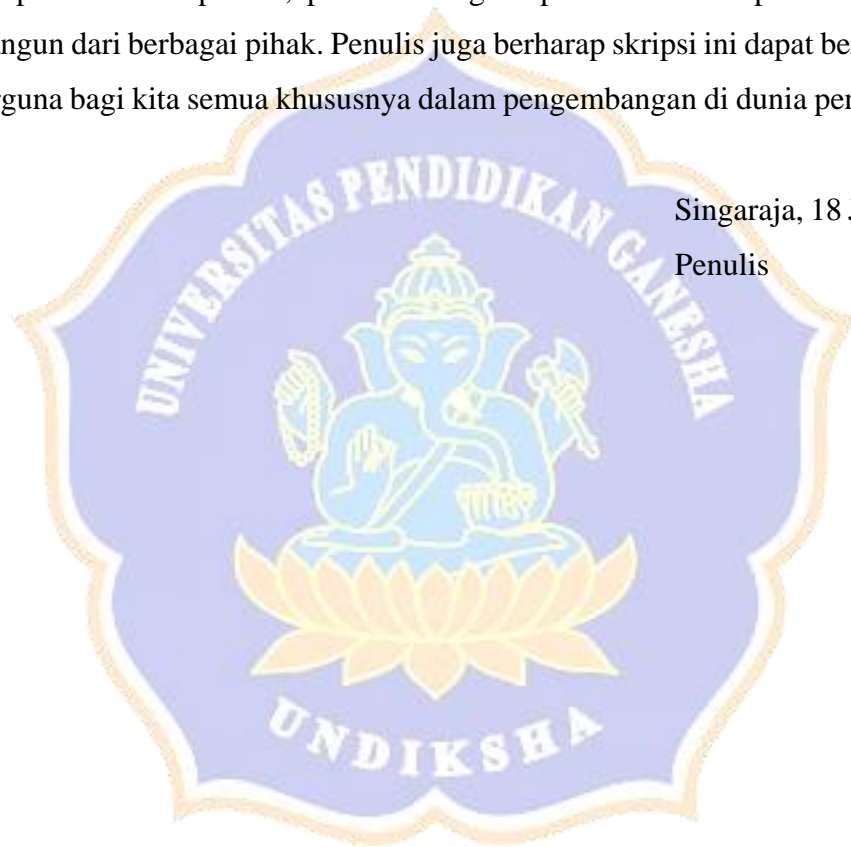 ngun dari berbagai pihak. Penulis juga berharap skripsi ini dapat be
guna bagi kita semua khususnya dalam pengembangan di dunia pe
Singaraja, 18
Penulis
UNIVERSITAS PENDIDIKAN GANESHA
UNDIKSHA